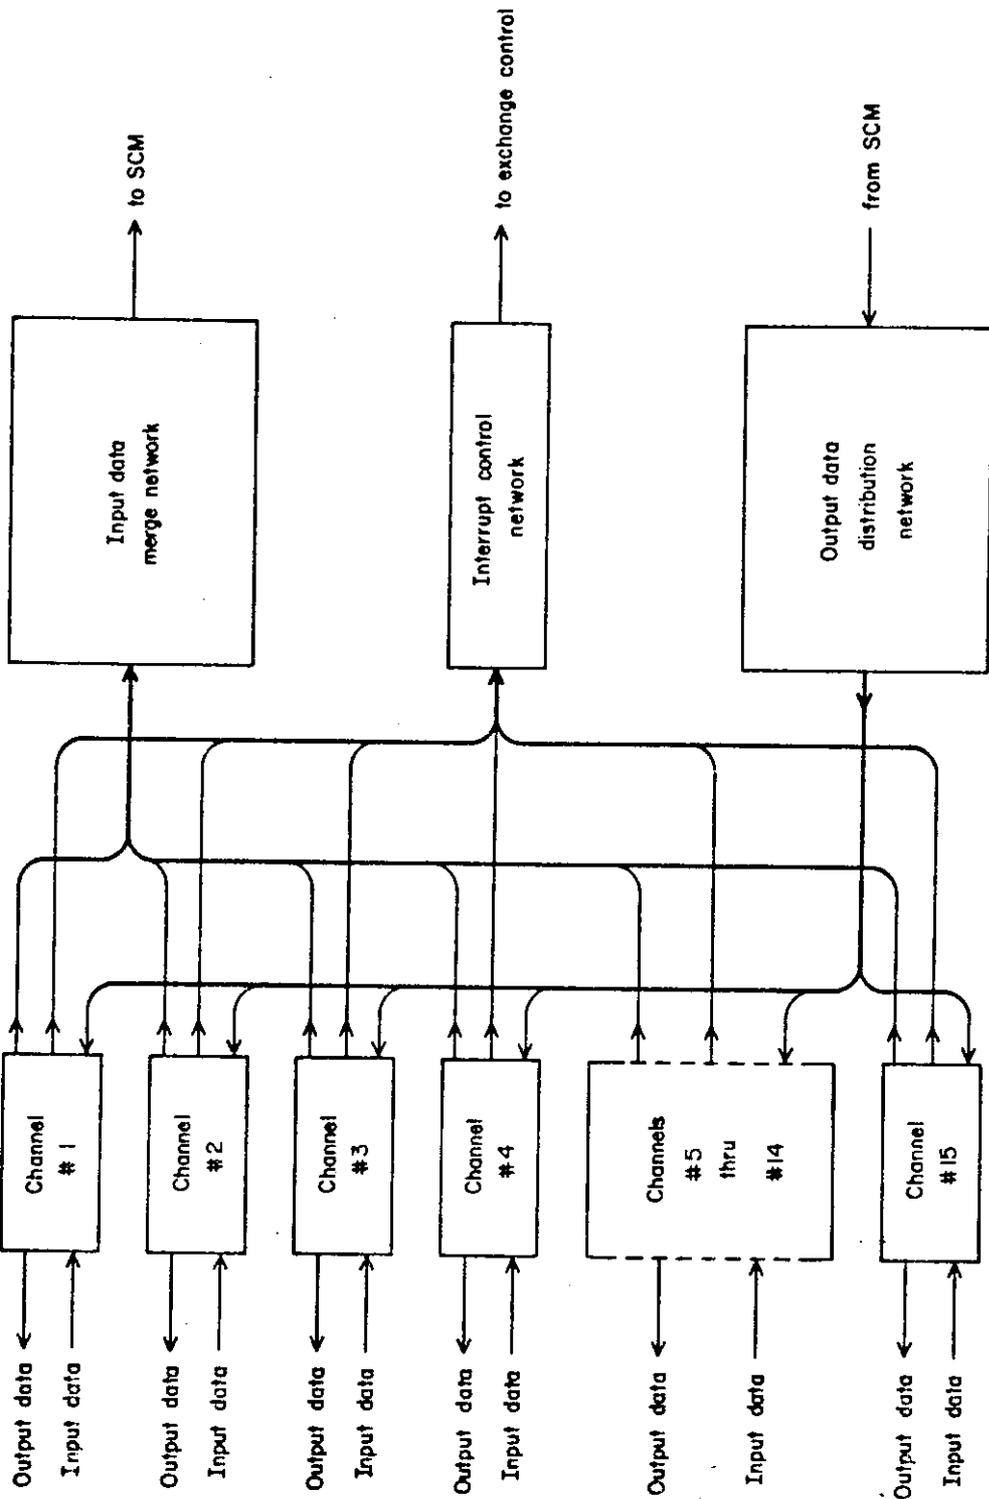 Output data
Input data
Channel
#1
Output data
Input data
Channel
#2
Output data
Input data
Channel
#3
Output data
Input data
Channel
#4
Output data
Input data
Channels
#5
thru
#14
Output data
Input data
Channel
#15
Input data
merge network
to SCM
Interrupt control
network
to exchange control
Output data
distribution
network
from SCM